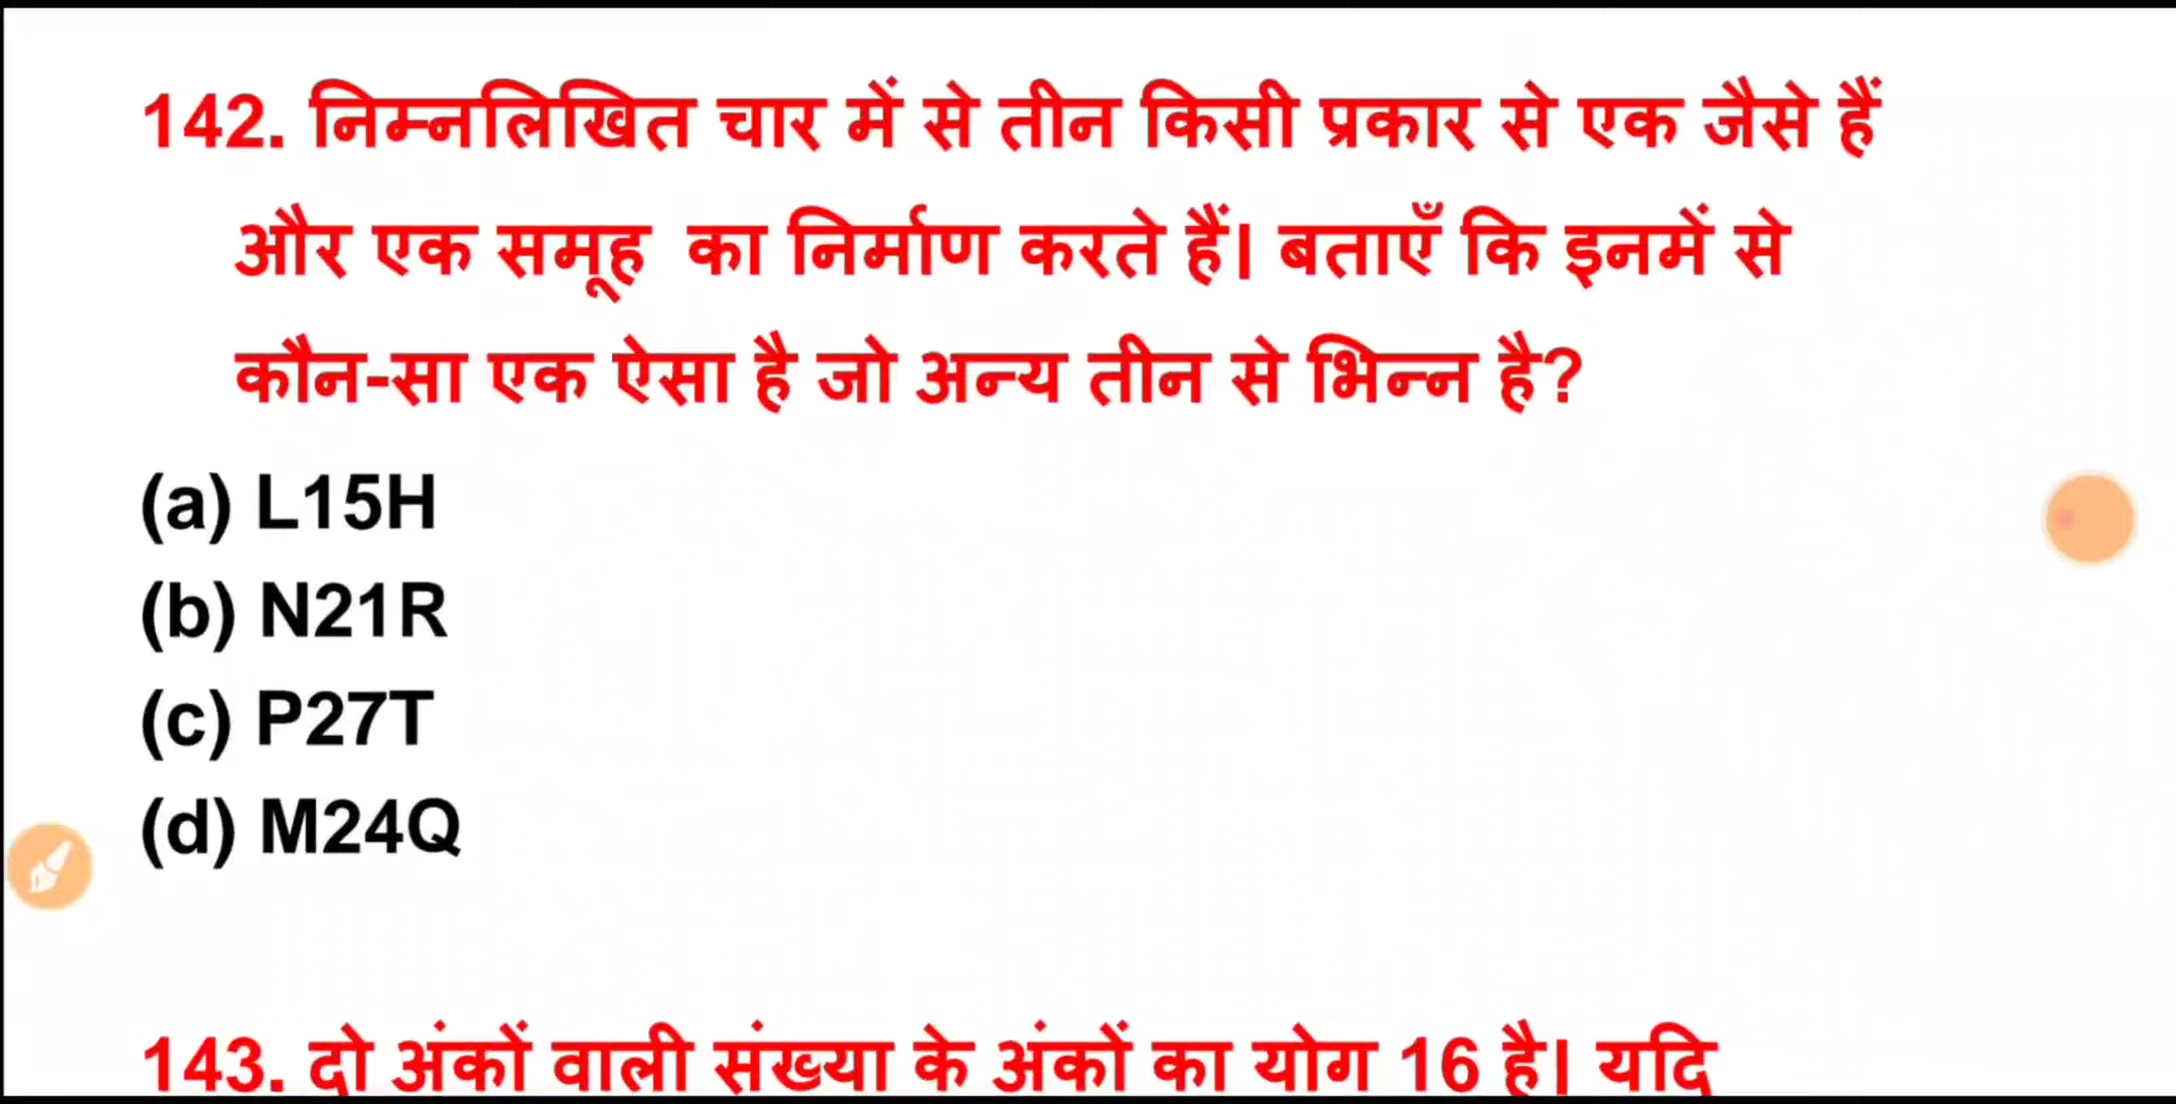 142. निम्नलिखित चार में से तीन किसी प्रकार से एक जैसे हैं
और एक समूह का निर्माण करते हैं। बताएँ कि इनमें से
कौन-सा एक ऐसा है जो अन्य तीन से भिन्न है?
(a) L15H
(b) N21R
(c) P27T
(d) M24Q
143. दो अंकों वाली संख्या के अंकों का योग 16 है। यदि